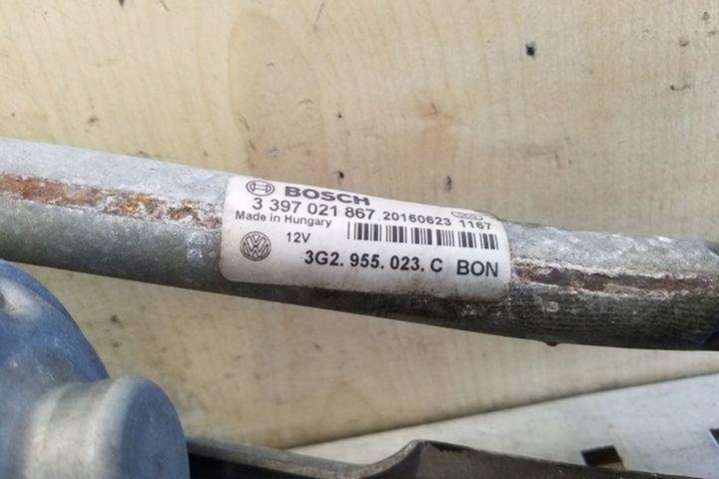 BOSCH
3 397 021 867 20160623 1167
Made in Hungary
12V
3G2. 955. 023. C BON